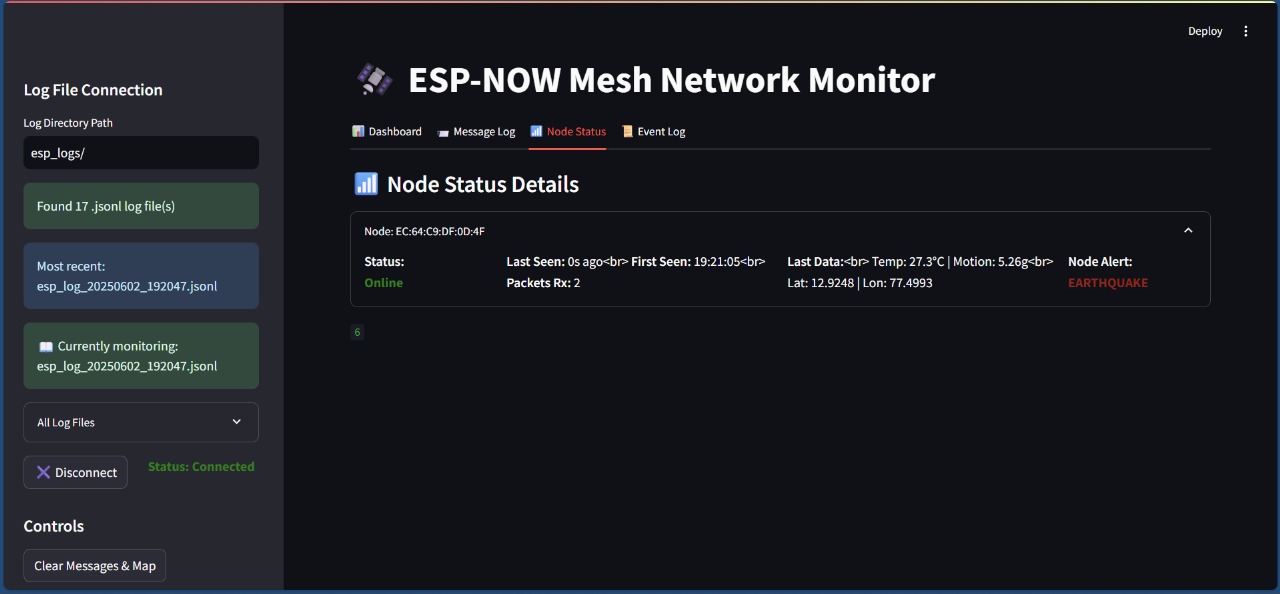 Deploy
Log File Connection
Log Directory Path
esp_logs/
Found 17 .jsonl log file(s)
Most recent:
esp_log_20250602_192047.jsonl
Currently monitoring:
esp_log_20250602_192047.jsonl
All Log Files
Disconnect
Status: Connected
Controls
Clear Messages & Map
ESP-NOW Mesh Network Monitor
Dashboard Message Log Node Status Event Log
Node Status Details
Node: EC:64:C9:DF:0D:4F
Status:
Online
Last Seen: 0s ago<br> First Seen: 19:21:05<br>
Packets Rx: 2
Last Data:<br> Temp: 27.3°C | Motion: 5.26g<br>
Lat: 12.9248 | Lon: 77.4993
Node Alert:
EARTHQUAKE
6